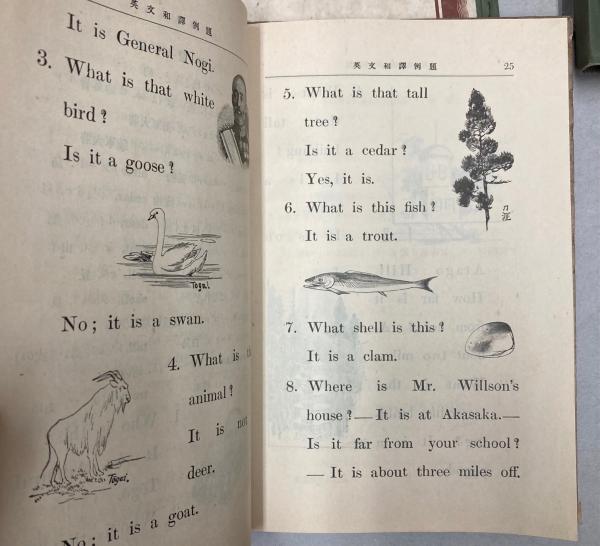 英文和譯例題
It is General Nogi.
3. What is that white
bird?
Is it a goose?
Togai.
No; it is a swan.
4. What is
animal?
It is not
deer.
Togei.
No; it is a goat.
英文和譯例題 25
5. What is that tall
tree?
Is it a cedar?
Yes, it is.
6. What is this fish?
It is a trout.
7. What shell is this?
It is a clam.
8. Where is Mr. Willson's
house?—It is at Akasaka.—
Is it far from your school?
—It is about three miles off.